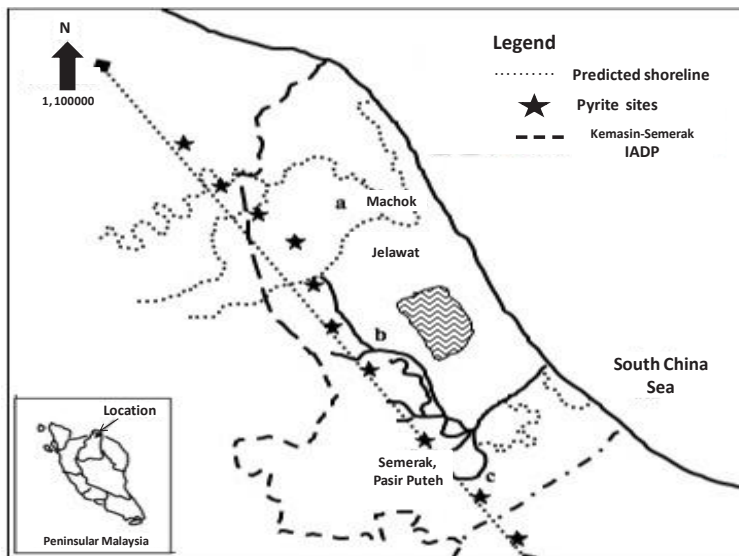 N
1,100000
Legend
Predicted shoreline
Pyrite sites
Kemasin-Semerak
IADP
a
Machok
Jelawat
b
South China
Sea
Location
Semerak,
Pasir Puteh
c
Peninsular Malaysia